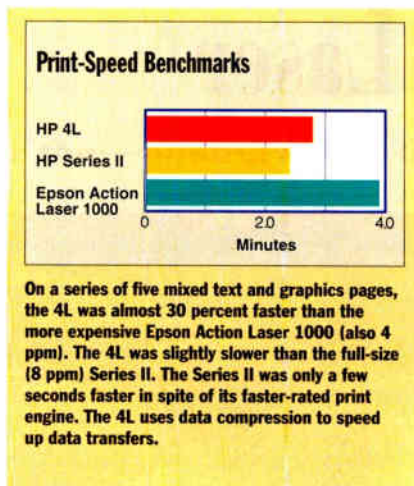 Print-Speed Benchmarks
HP 4L
HP Series II
Epson Action
Laser 1000
0 2.0 4.0
Minutes
On a series of five mixed text and graphics pages,
the 4L was almost 30 percent faster than the
more expensive Epson Action Laser 1000 (also 4
ppm). The 4L was slightly slower than the full-size
(8 ppm) Series II. The Series II was only a few
seconds faster in spite of its faster-rated print
engine. The 4L uses data compression to speed
up data transfers.